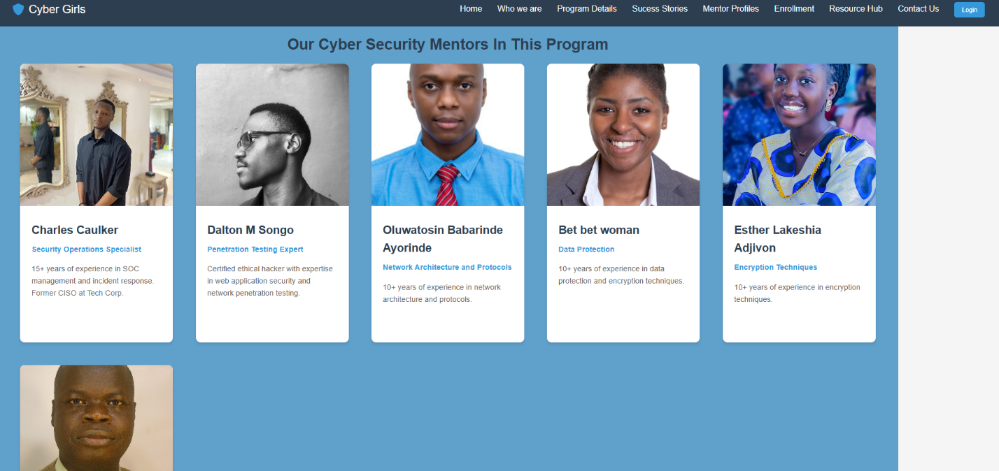 Cyber Girls
Home Who we are Program Details Sucess Stories Mentor Profiles Enrollment Resource Hub Contact Us Login
Our Cyber Security Mentors In This Program
Charles Caulker
Security Operations Specialist
15+ years of experience in SOC
management and incident response.
Former CISO at Tech Corp.
Dalton M Songo
Penetration Testing Expert
Certified ethical hacker with expertise
in web application security and
network penetration testing.
Oluwatosin Babarinde
Ayorinde
Network Architecture and Protocols
10+ years of experience in network
architecture and protocols.
Bet bet woman
Data Protection
10+ years of experience in data
protection and encryption techniques.
Esther Lakeshia
Adjivon
Encryption Techniques
10+ years of experience in encryption
techniques.